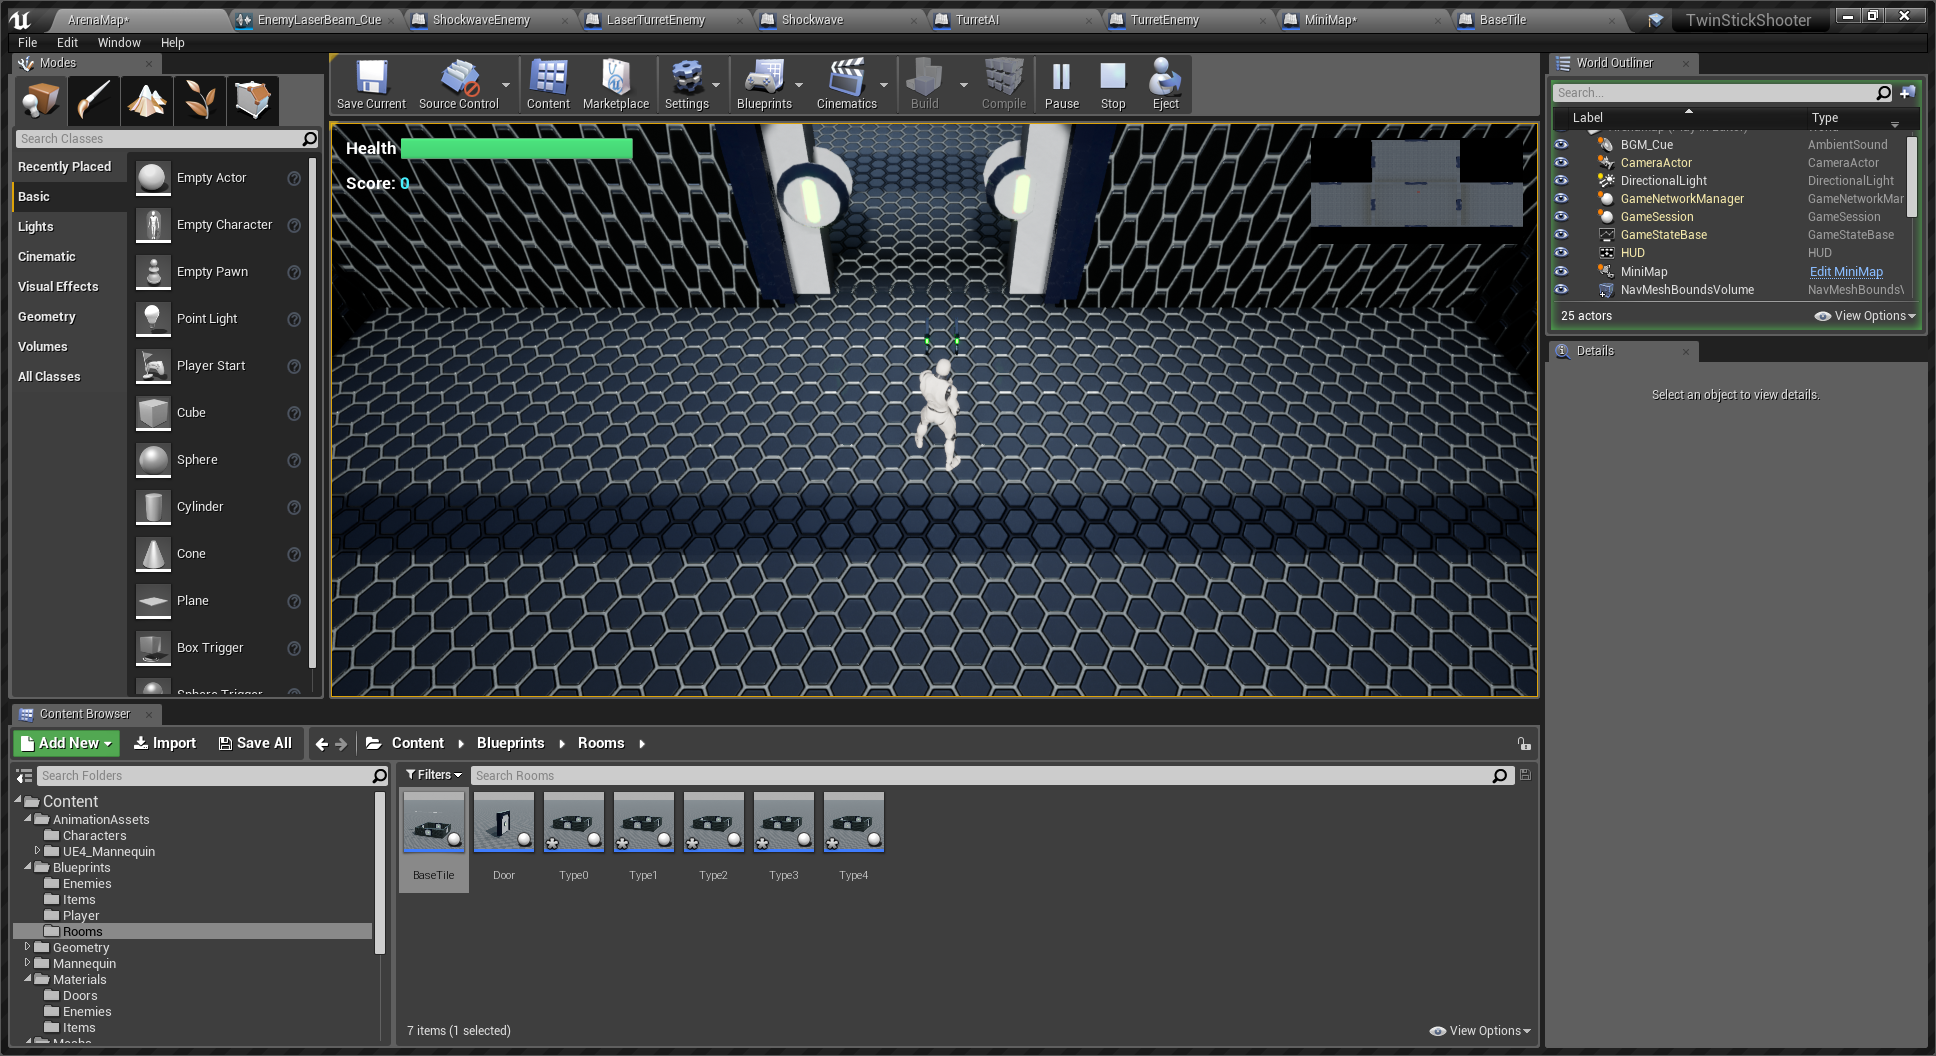 ArenaMap*
EnemyLaserBeam_Cue
ShockwaveEnemy
LaserTurretEnemy
Shockwave
TurretAI
TurretEnemy
MiniMap*
BaseTile
TwinStickShooter
File Edit Window Help
Modes
Search Classes
Recently Placed
Basic
Lights
Cinematic
Visual Effects
Geometry
Volumes
All Classes
Empty Actor
Empty Character
Empty Pawn
Point Light
Player Start
Cube
Sphere
Cylinder
Cone
Plane
Box Trigger
Sphere Trigger
Save Current
Source Control
Content
Marketplace
Settings
Blueprints
Cinematics
Build
Compile
Pause
Stop
Eject
Health
Score: 0
World Outliner
Search...
Label Type
BGM_Cue AmbientSound
CameraActor CameraActor
DirectionalLight DirectionalLight
GameNetworkManager GameNetworkMar
GameSession GameSession
GameStateBase GameStateBase
HUD HUD
MiniMap Edit MiniMap
NavMeshBoundsVolume NavMeshBounds\
25 actors
View Options
Details
Select an object to view details.
Content Browser
Add New
Import
Save All
Content
Blueprints
Rooms
Search Folders
Content
AnimationAssets
Characters
UE4_Mannequin
Blueprints
Enemies
Items
Player
Rooms
Geometry
Mannequin
Materials
Doors
Enemies
Items
Filters
Search Rooms
BaseTile
Door
Type0
Type1
Type2
Type3
Type4
7 items (1 selected)
View Options